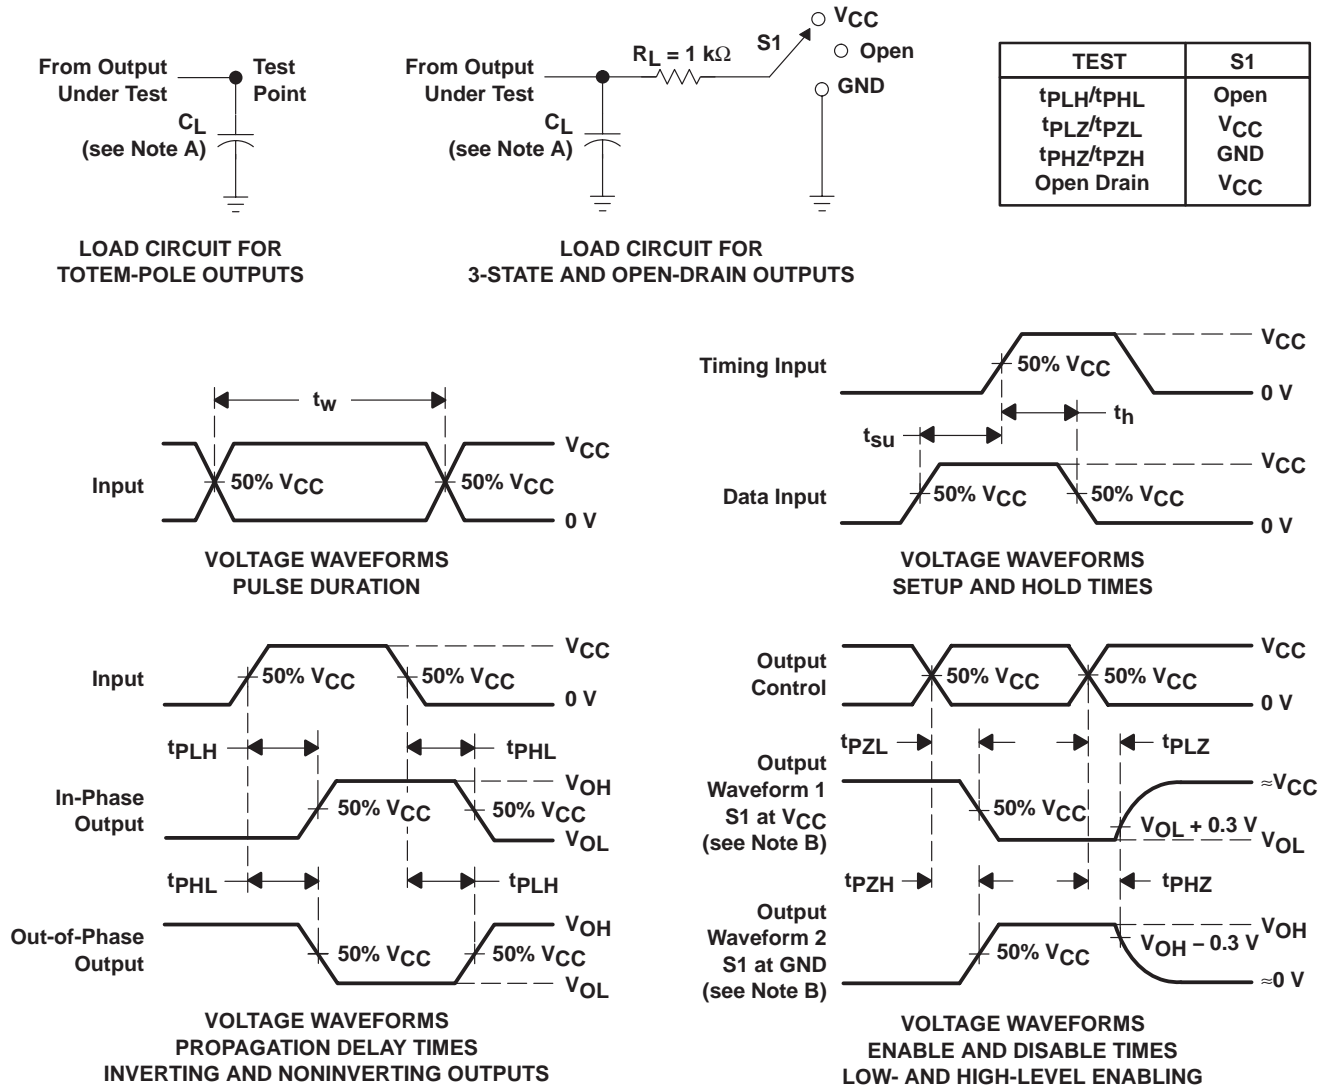 From Output
Under Test
Test
Point
CL
(see Note A)
LOAD CIRCUIT FOR
TOTEM-POLE OUTPUTS
From Output
Under Test
RL = 1 kΩ
S1
VCC
Open
GND
CL
(see Note A)
LOAD CIRCUIT FOR
3-STATE AND OPEN-DRAIN OUTPUTS
TEST S1
tPLH/tPHL Open
tPLZ/tPZL VCC
tPHZ/tPZH GND
Open Drain VCC
tw
Input
50% VCC
50% VCC
VCC
0 V
VOLTAGE WAVEFORMS
PULSE DURATION
Timing Input
50% VCC
VCC
0 V
tsu
th
Data Input
50% VCC
50% VCC
VCC
0 V
VOLTAGE WAVEFORMS
SETUP AND HOLD TIMES
Input
50% VCC
50% VCC
VCC
0 V
tPLH
tPHL
In-Phase
Output
50% VCC
50% VCC
VOH
VOL
tPHL
tPLH
Out-of-Phase
Output
50% VCC
50% VCC
VOH
VOL
VOLTAGE WAVEFORMS
PROPAGATION DELAY TIMES
INVERTING AND NONINVERTING OUTPUTS
Output
Control
50% VCC
50% VCC
VCC
0 V
tPZL
tPLZ
Output
Waveform 1
S1 at VCC
(see Note B)
50% VCC
≈VCC
VOL + 0.3 V
VOL
tPZH
tPHZ
Output
Waveform 2
S1 at GND
(see Note B)
50% VCC
VOH
VOH − 0.3 V
≈0 V
VOLTAGE WAVEFORMS
ENABLE AND DISABLE TIMES
LOW- AND HIGH-LEVEL ENABLING